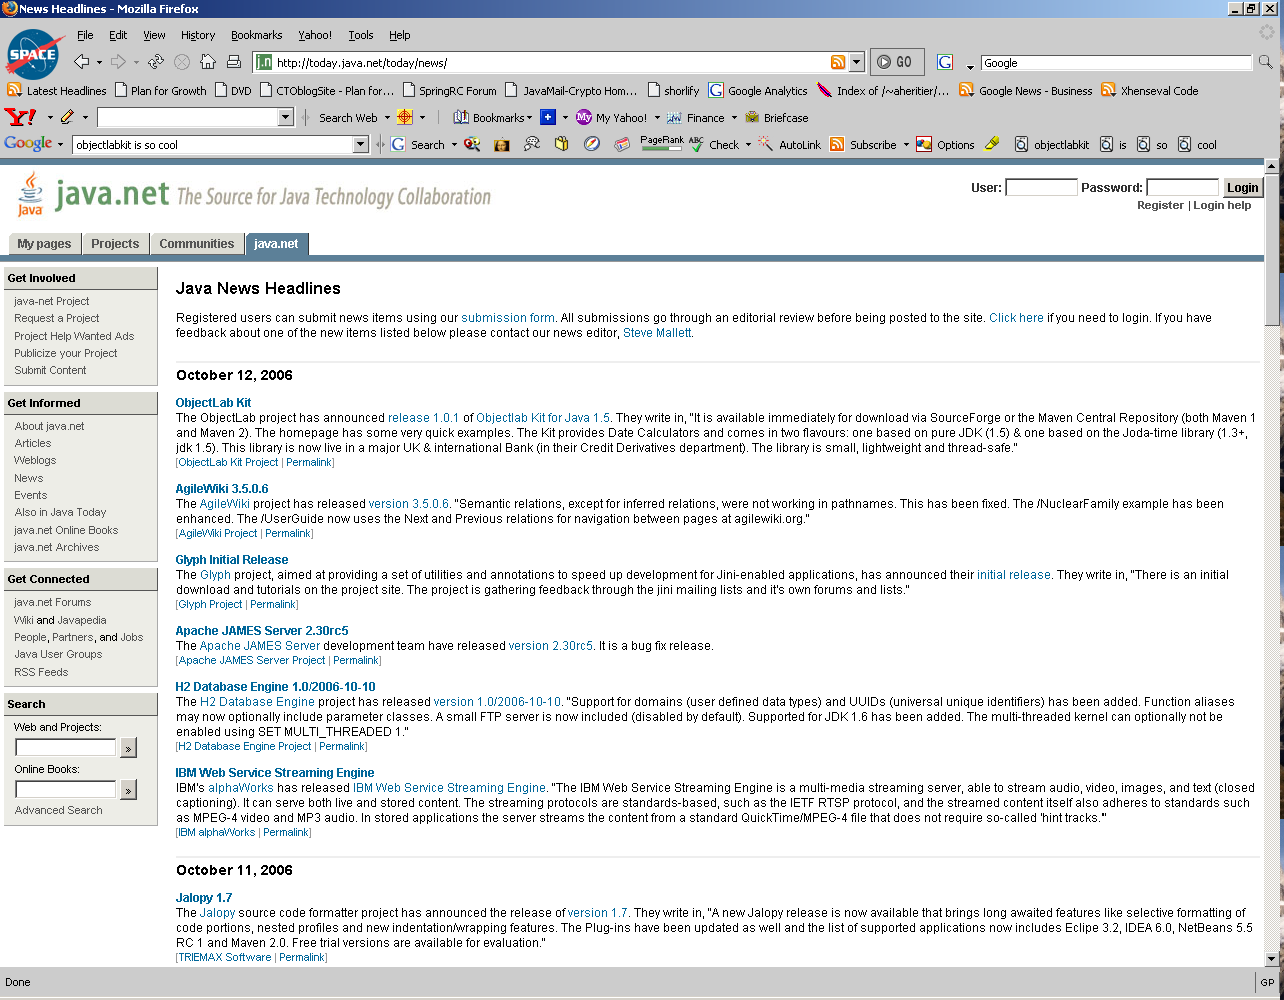 News Headlines - Mozilla Firefox
SPACE
File Edit View History Bookmarks Yahoo! Tools Help
http://today.java.net/today/news/ GO G Google
Latest Headlines Plan for Growth DVD CTOblogSite - Plan for... SpringRC Forum JavaMail-Crypto Hom... shorlify Google Analytics Index of /~aheritier/... Google News - Business Xhenseval Code
Y! Search Web Bookmarks My Yahoo! Finance Briefcase
Google objectlabkit is so cool G Search PageRank ABC Check AutoLink Subscribe Options objectlabkit is so cool
Java java.net The Source for Java Technology Collaboration
User: Password: Login
Register | Login help
My pages Projects Communities java.net
Get Involved
java-net Project
Request a Project
Project Help Wanted Ads
Publicize your Project
Submit Content
Get Informed
About java.net
Articles
Weblogs
News
Events
Also in Java Today
java.net Online Books
java.net Archives
Get Connected
java.net Forums
Wiki and Javapedia
People, Partners, and Jobs
Java User Groups
RSS Feeds
Search
Web and Projects:
»
Online Books:
»
Advanced Search
Java News Headlines
Registered users can submit news items using our submission form. All submissions go through an editorial review before being posted to the site. Click here if you need to login. If you have
feedback about one of the new items listed below please contact our news editor, Steve Mallett.
October 12, 2006
ObjectLab Kit
The ObjectLab project has announced release 1.0.1 of Objectlab Kit for Java 1.5. They write in, "It is available immediately for download via SourceForge or the Maven Central Repository (both Maven 1
and Maven 2). The homepage has some very quick examples. The Kit provides Date Calculators and comes in two flavours: one based on pure JDK (1.5) & one based on the Joda-time library (1.3+,
jdk 1.5). This library is now live in a major UK & international Bank (in their Credit Derivatives department). The library is small, lightweight and thread-safe."
[ObjectLab Kit Project | Permalink]
AgileWiki 3.5.0.6
The AgileWiki project has released version 3.5.0.6. "Semantic relations, except for inferred relations, were not working in pathnames. This has been fixed. The /NuclearFamily example has been
enhanced. The /UserGuide now uses the Next and Previous relations for navigation between pages at agilewiki.org."
[AgileWiki Project | Permalink]
Glyph Initial Release
The Glyph project, aimed at providing a set of utilities and annotations to speed up development for Jini-enabled applications, has announced their initial release. They write in, "There is an initial
download and tutorials on the project site. The project is gathering feedback through the jini mailing lists and it's own forums and lists."
[Glyph Project | Permalink]
Apache JAMES Server 2.30rc5
The Apache JAMES Server development team have released version 2.30rc5. It is a bug fix release.
[Apache JAMES Server Project | Permalink]
H2 Database Engine 1.0/2006-10-10
The H2 Database Engine project has released version 1.0/2006-10-10. "Support for domains (user defined data types) and UUIDs (universal unique identifiers) has been added. Function aliases
may now optionally include parameter classes. A small FTP server is now included (disabled by default). Supported for JDK 1.6 has been added. The multi-threaded kernel can optionally not be
enabled using SET MULTI_THREADED 1."
[H2 Database Engine Project | Permalink]
IBM Web Service Streaming Engine
IBM's alphaWorks has released IBM Web Service Streaming Engine. "The IBM Web Service Streaming Engine is a multi-media streaming server, able to stream audio, video, images, and text (closed
captioning). It can serve both live and stored content. The streaming protocols are standards-based, such as the IETF RTSP protocol, and the streamed content itself also adheres to standards such
as MPEG-4 video and MP3 audio. In stored applications the server streams the content from a standard QuickTime/MPEG-4 file that does not require so-called 'hint tracks.'"
[IBM alphaWorks | Permalink]
October 11, 2006
Jalopy 1.7
The Jalopy source code formatter project has announced the release of version 1.7. They write in, "A new Jalopy release is now available that brings long awaited features like selective formatting of
code portions, nested profiles and new indentation/wrapping features. The Plug-ins have been updated as well and the list of supported applications now includes Eclipe 3.2, IDEA 6.0, NetBeans 5.5
RC 1 and Maven 2.0. Free trial versions are available for evaluation."
[TRIEMAX Software | Permalink]
Done GP